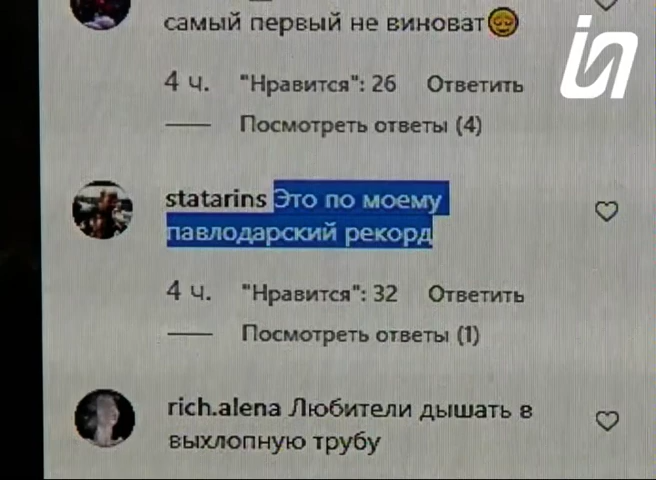 самый первый не виноват😌
4 ч. "Нравится": 26 Ответить
Посмотреть ответы (4)
statarins Это по моему
павлодарский рекорд
4 ч. "Нравится": 32 Ответить
Посмотреть ответы (1)
rich.alena Любители дышать в
выхлопную трубу